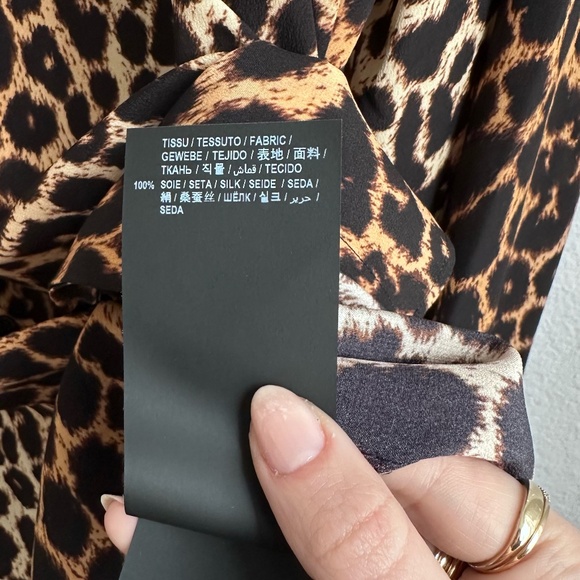 TISSU / TESSUTO / FABRIC /
GEWEBE / TEJIDO / 表地 / 面料 /
ТКАНЬ / 직물 / قماش / TECIDO
100% SOIE / SETA / SILK / SEIDE / SEDA /
絹 / 桑蚕丝 / ШЁЛК / 실크 / حرير /
SEDA